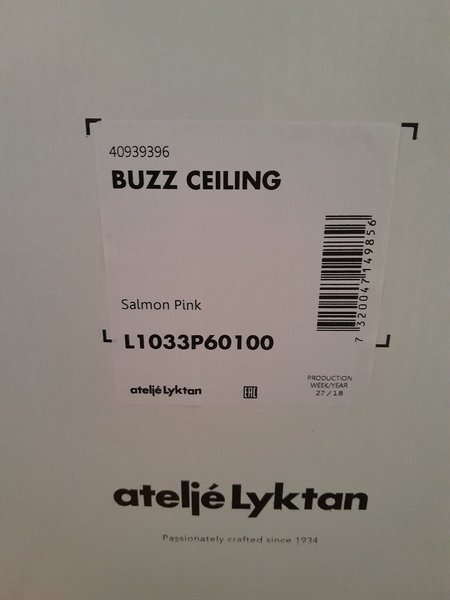 40939396
BUZZ CEILING
Salmon Pink
L1033P60100
7 320047 149856
ateljé Lyktan
EAC
PRODUCTION
WEEK/YEAR
27/18
ateljé Lyktan
Passionately crafted since 1934